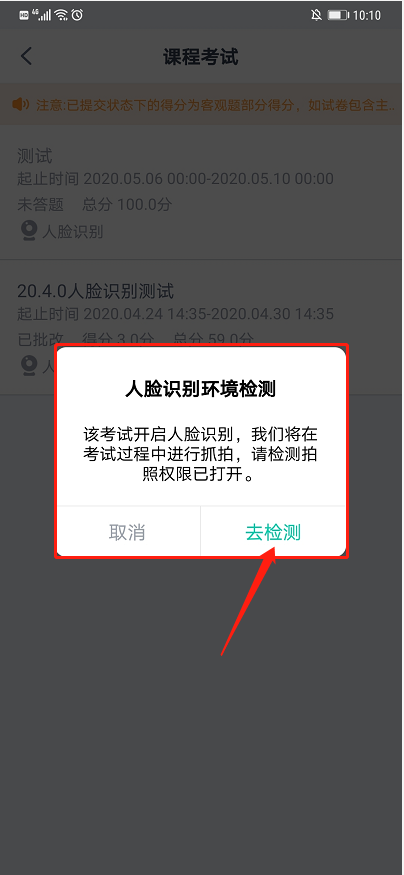 HD 4G 10:10
课程考试
注意:已提交状态下的得分为客观题部分得分，如试卷包含主...
测试
起止时间 2020.05.06 00:00-2020.05.10 00:00
未答题 总分 100.0分
人脸识别
20.4.0人脸识别测试
起止时间 2020.04.24 14:35-2020.04.30 14:35
已批改 得分 3.0分 总分 59.0分
人
人脸识别环境检测
该考试开启人脸识别，我们将在
考试过程中进行抓拍，请检测拍
照权限已打开。
取消 去检测